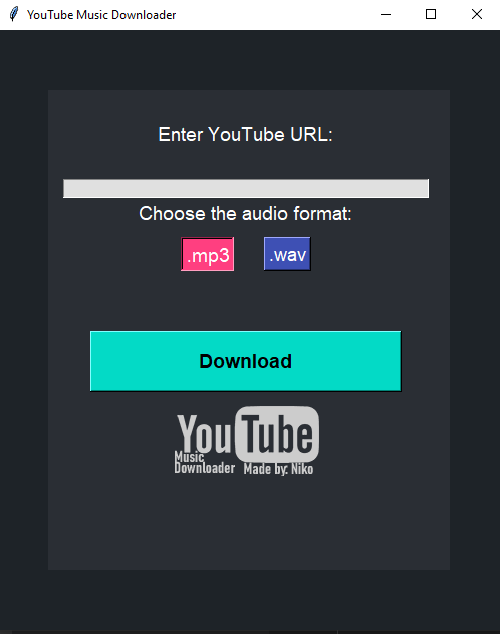 YouTube Music Downloader
Enter YouTube URL:
Choose the audio format:
.mp3 .wav
Download
YouTube
Music
Downloader Made by: Niko